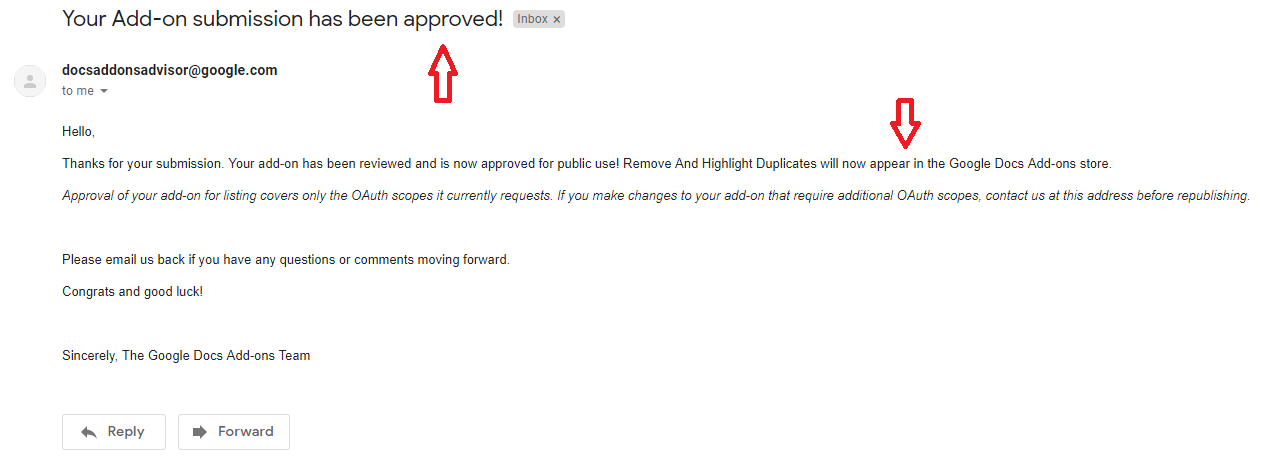 Your Add-on submission has been approved! Inbox ×
docsaddonsadvisor@google.com
to me
Hello,
Thanks for your submission. Your add-on has been reviewed and is now approved for public use! Remove And Highlight Duplicates will now appear in the Google Docs Add-ons store.
Approval of your add-on for listing covers only the OAuth scopes it currently requests. If you make changes to your add-on that require additional OAuth scopes, contact us at this address before republishing.
Please email us back if you have any questions or comments moving forward.
Congrats and good luck!
Sincerely, The Google Docs Add-ons Team
Reply Forward